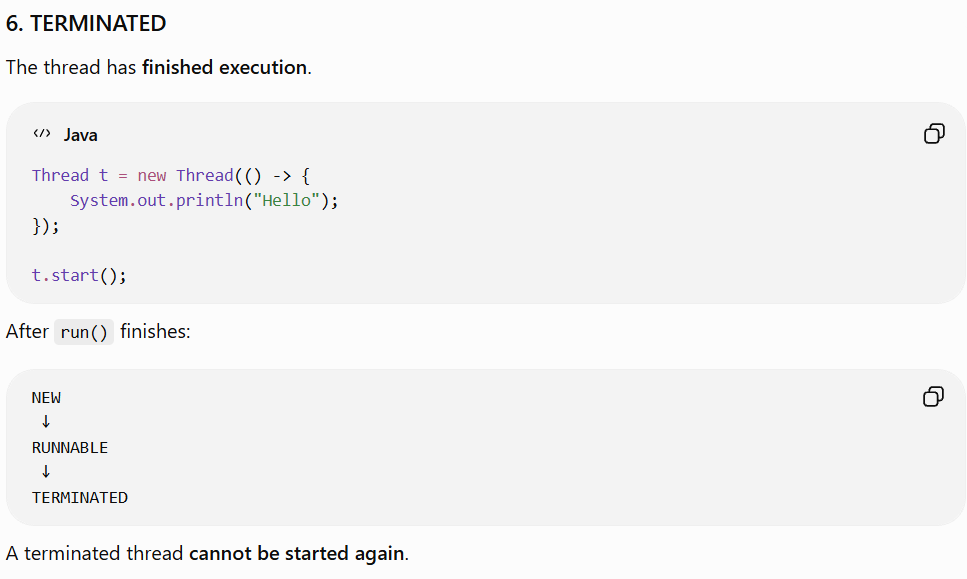 6. TERMINATED
The thread has finished execution.
</> Java
Thread t = new Thread(() -> {
    System.out.println("Hello");
});
t.start();
After run() finishes:
NEW
↓
RUNNABLE
↓
TERMINATED
A terminated thread cannot be started again.